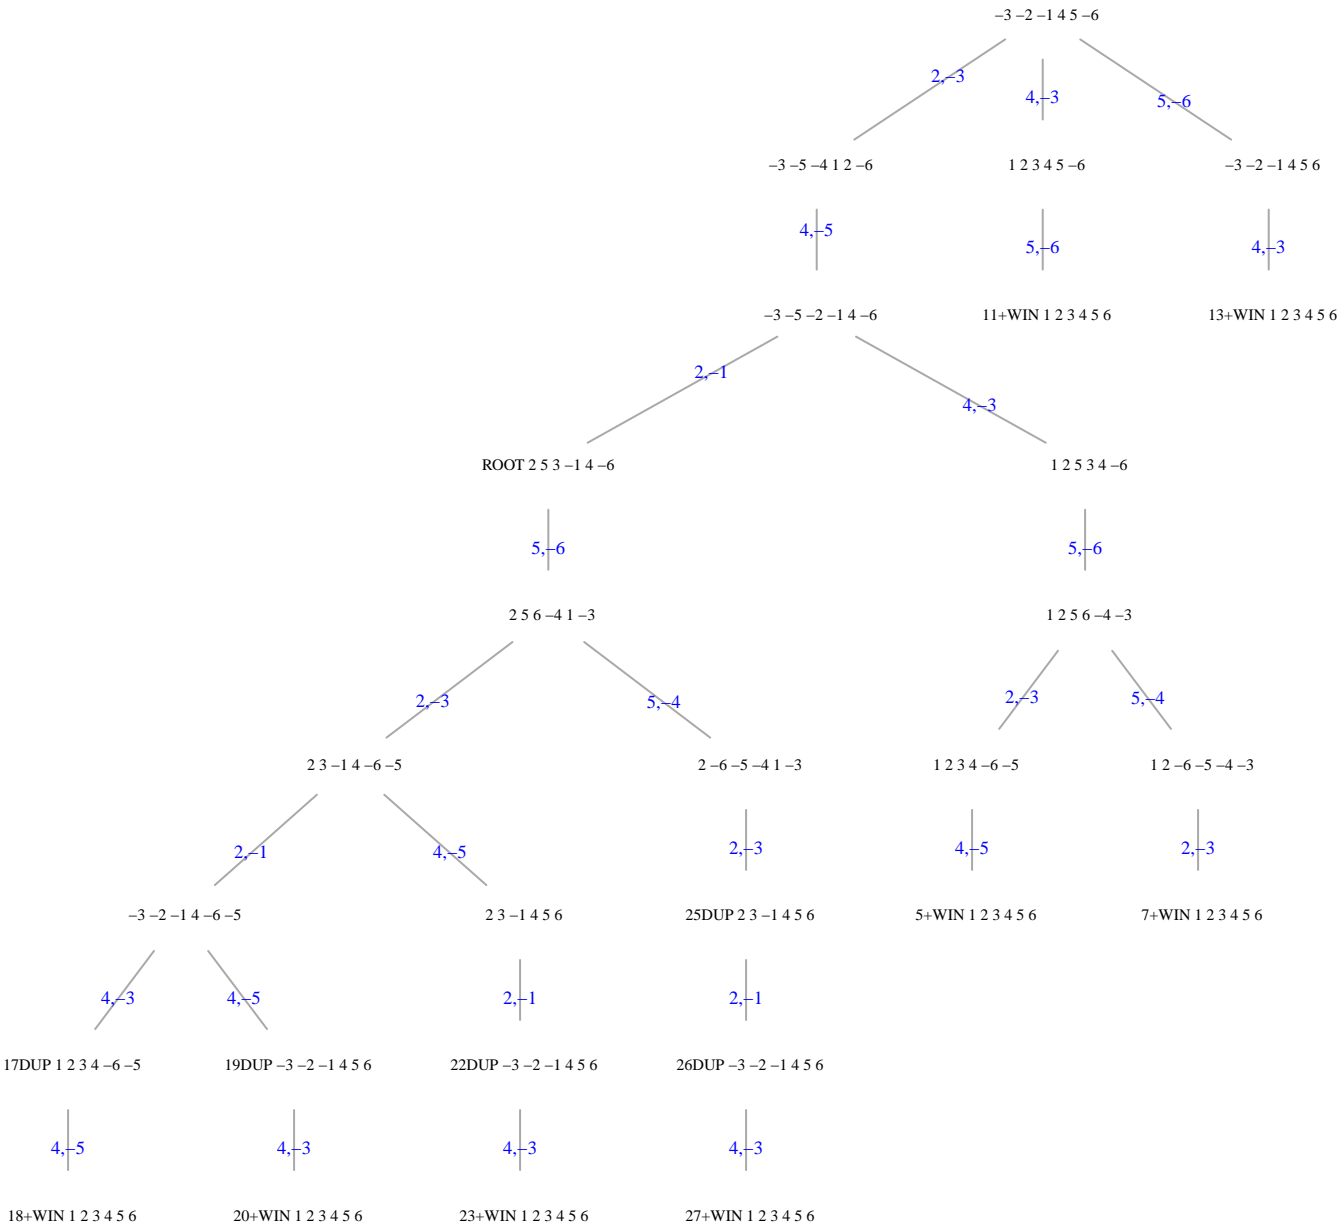 −3 −2 −1 4 5 −6
2,−3
4,−3
5,−6
−3 −5 −4 1 2 −6
1 2 3 4 5 −6
−3 −2 −1 4 5 6
4,−5
5,−6
4,−3
−3 −5 −2 −1 4 −6
11+WIN 1 2 3 4 5 6
13+WIN 1 2 3 4 5 6
2,−1
4,−3
ROOT 2 5 3 −1 4 −6
1 2 5 3 4 −6
5,−6
5,−6
2 5 6 −4 1 −3
1 2 5 6 −4 −3
2,−3
5,−4
2,−3
5,−4
2 3 −1 4 −6 −5
2 −6 −5 −4 1 −3
1 2 3 4 −6 −5
1 2 −6 −5 −4 −3
2,−1
4,−5
2,−3
4,−5
2,−3
−3 −2 −1 4 −6 −5
2 3 −1 4 5 6
25DUP 2 3 −1 4 5 6
5+WIN 1 2 3 4 5 6
7+WIN 1 2 3 4 5 6
4,−3
4,−5
2,−1
2,−1
17DUP 1 2 3 4 −6 −5
19DUP −3 −2 −1 4 5 6
22DUP −3 −2 −1 4 5 6
26DUP −3 −2 −1 4 5 6
4,−5
4,−3
4,−3
4,−3
18+WIN 1 2 3 4 5 6
20+WIN 1 2 3 4 5 6
23+WIN 1 2 3 4 5 6
27+WIN 1 2 3 4 5 6